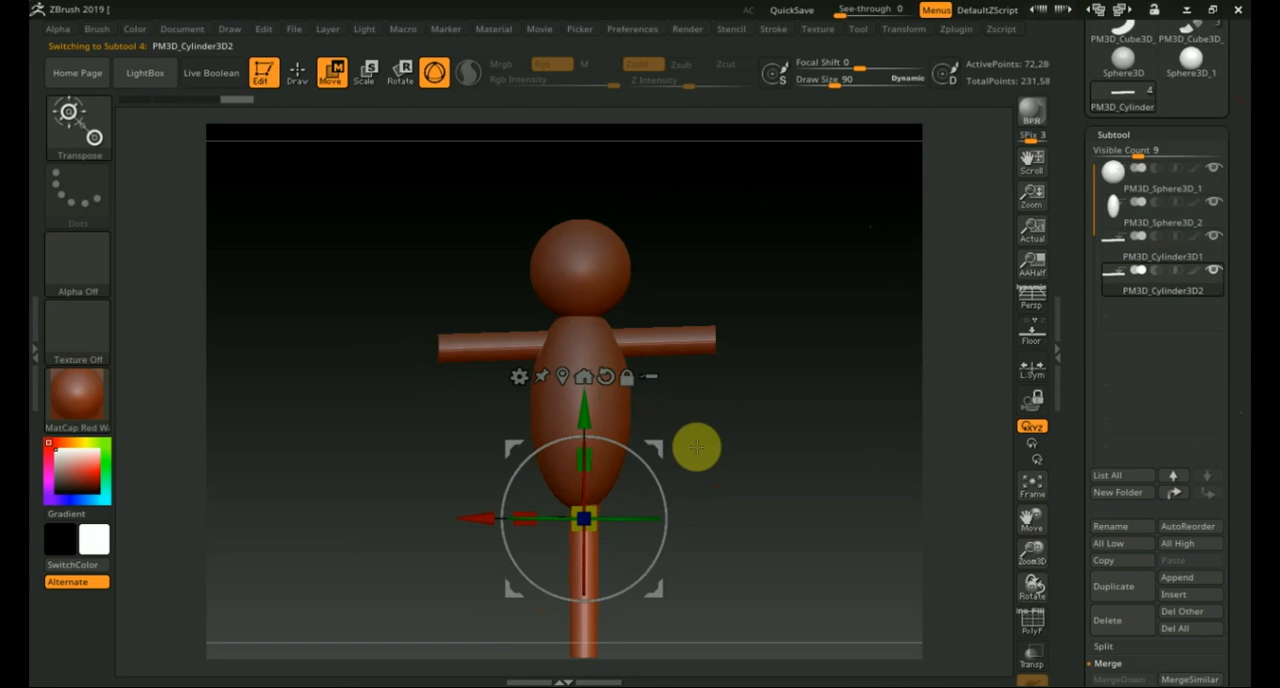 ZBrush 2019 [
AC QuickSave See-through 0 Menus DefaultZScript
Alpha Brush Color Document Draw Edit File Layer Light Macro Marker Material Movie Picker Preferences Render Stencil Stroke Texture Tool Transform Zplugin Zscript
Switching to Subtool 4: PM3D_Cylinder3D2
Home Page LightBox Live Boolean Edit Draw Move Scale Rotate Mrgb Rgb M Zadd Zsub Zcut
Rgb Intensity Z Intensity
Focal Shift 0
Draw Size 90 Dynamic
ActivePoints: 72,28
TotalPoints: 231,58
Transpose
Dots
Alpha Off
Texture Off
MatCap Red W
Gradient
SwitchColor
Alternate
BPR
SPix 3
Scroll
Zoom
Actual
AAHalf
Persp
Floor
L.Sym
XYZ
Frame
Move
Zoom3D
Rotate
PolyF
Transp
3
PM3D_Cube3D_ PM3D_Cube3D_
Sphere3D Sphere3D_1
4
PM3D_Cylinder
Subtool
Visible Count 9
PM3D_Sphere3D_1
PM3D_Sphere3D_2
PM3D_Cylinder3D1
PM3D_Cylinder3D2
List All
New Folder
Rename AutoReorder
All Low All High
Copy Paste
Duplicate Append
Insert
Delete Del Other
Del All
Split
Merge
MergeDown MergeSimilar